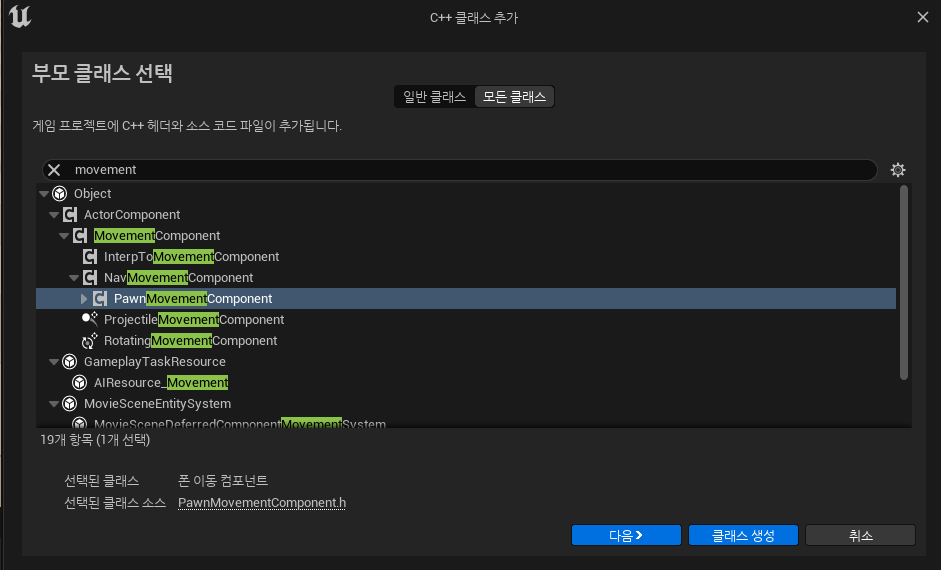 C++ 클래스 추가
부모 클래스 선택
일반 클래스 모든 클래스
게임 프로젝트에 C++ 헤더와 소스 코드 파일이 추가됩니다.
movement
Object
ActorComponent
MovementComponent
InterpToMovementComponent
NavMovementComponent
PawnMovementComponent
ProjectileMovementComponent
RotatingMovementComponent
GameplayTaskResource
AIResource_Movement
MovieSceneEntitySystem
MovieSceneDeferredComponentMovementSystem
19개 항목 (1개 선택)
선택된 클래스 폰 이동 컴포넌트
선택된 클래스 소스 PawnMovementComponent.h
다음 클래스 생성 취소